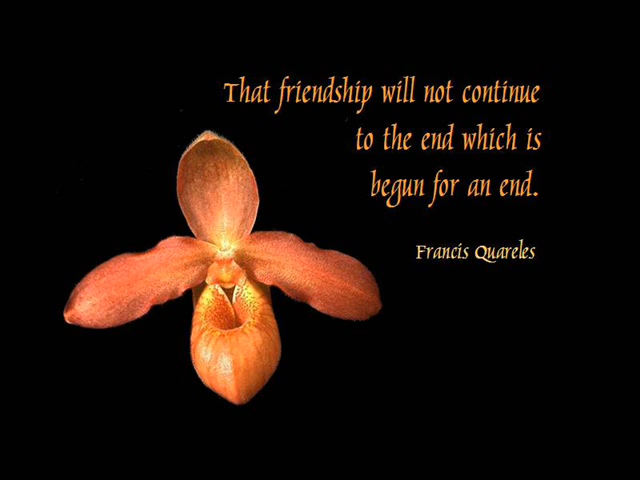 That friendship will not continue
to the end which is
begun for an end.
Francis Quareles